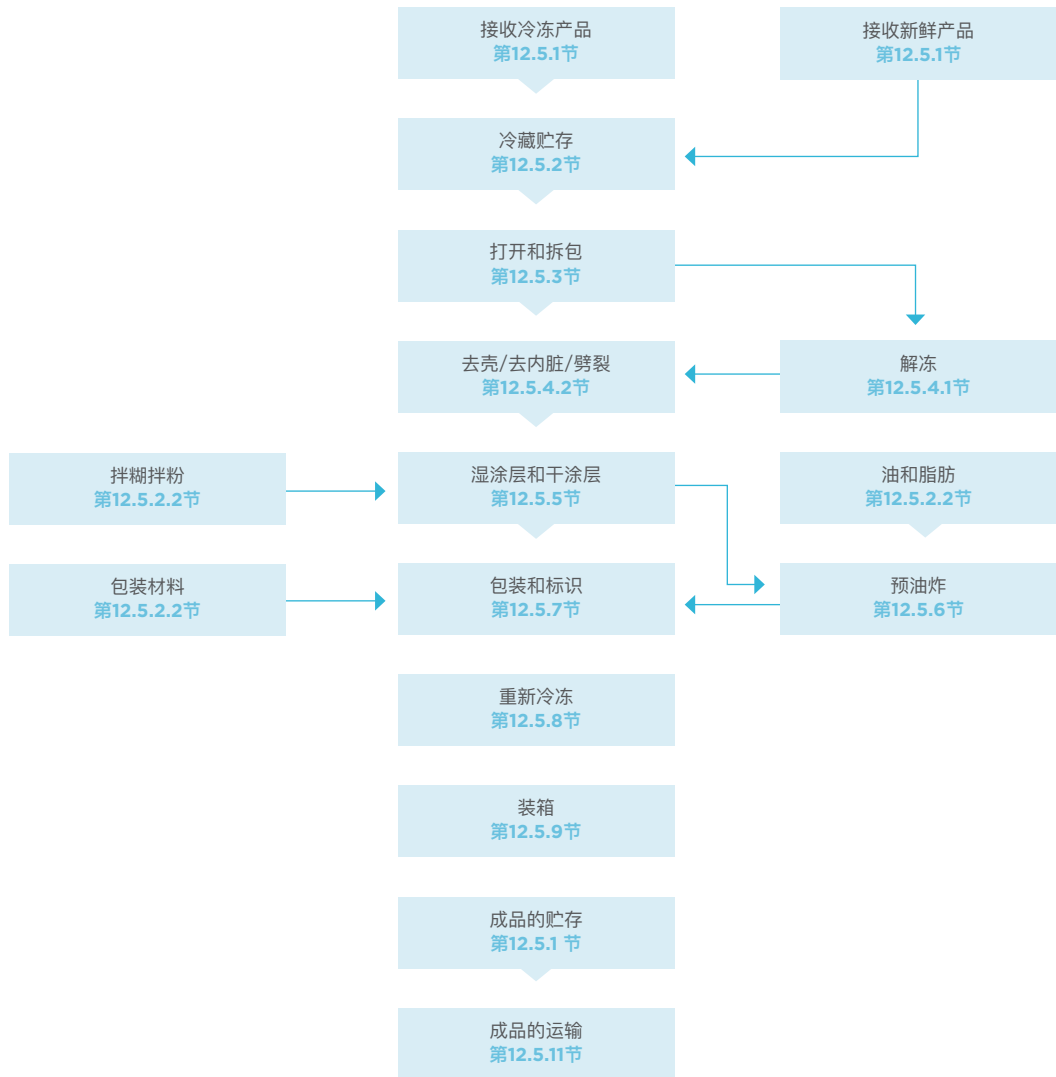 接收冷冻产品
第12.5.1节
接收新鲜产品
第12.5.1节
冷藏贮存
第12.5.2节
打开和拆包
第12.5.3节
去壳/去内脏/劈裂
第12.5.4.2节
解冻
第12.5.4.1节
拌糊拌粉
第12.5.2.2节
湿涂层和干涂层
第12.5.5节
油和脂肪
第12.5.2.2节
包装材料
第12.5.2.2节
包装和标识
第12.5.7节
预油炸
第12.5.6节
重新冷冻
第12.5.8节
装箱
第12.5.9节
成品的贮存
第12.5.1 节
成品的运输
第12.5.11节